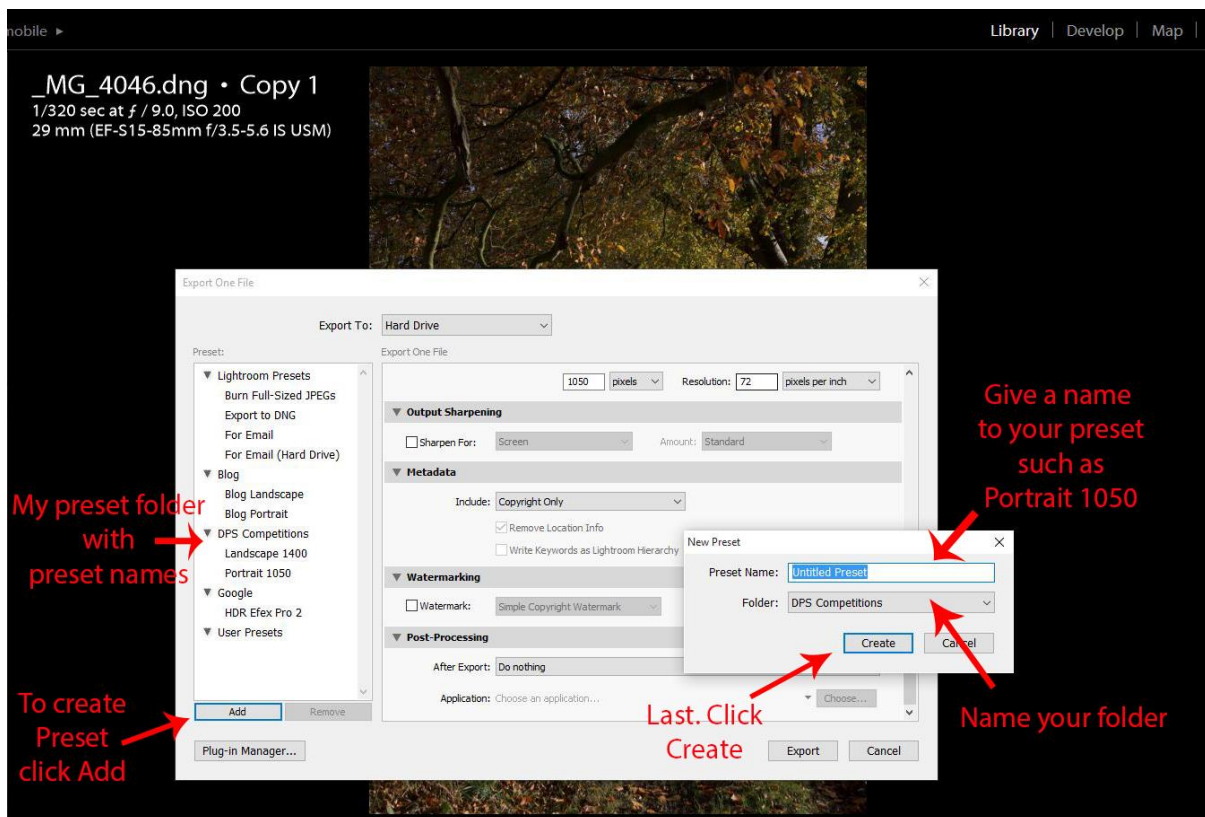 mobile ▸
Library | Develop | Map |
_MG_4046.dng • Copy 1
1/320 sec at ƒ / 9.0, ISO 200
29 mm (EF-S15-85mm f/3.5-5.6 IS USM)
Export One File
Export To: Hard Drive
Preset:
Export One File
Lightroom Presets
Burn Full-Sized JPEGs
Export to DNG
For Email
For Email (Hard Drive)
Blog
Blog Landscape
Blog Portrait
DPS Competitions
Landscape 1400
Portrait 1050
Google
HDR Efex Pro 2
User Presets
Add Remove
Plug-in Manager...
1050 pixels Resolution: 72 pixels per inch
Output Sharpening
Sharpen For: Screen Amount: Standard
Metadata
Include: Copyright Only
Remove Location Info
Write Keywords as Lightroom Hierarchy
Watermarking
Watermark: Simple Copyright Watermark
Post-Processing
After Export: Do nothing
Application: Choose an application... Choose...
Export Cancel
New Preset
Preset Name: Untitled Preset
Folder: DPS Competitions
Create Cancel
My preset folder
with
preset names
To create
Preset
click Add
Give a name
to your preset
such as
Portrait 1050
Last. Click
Create
Name your folder